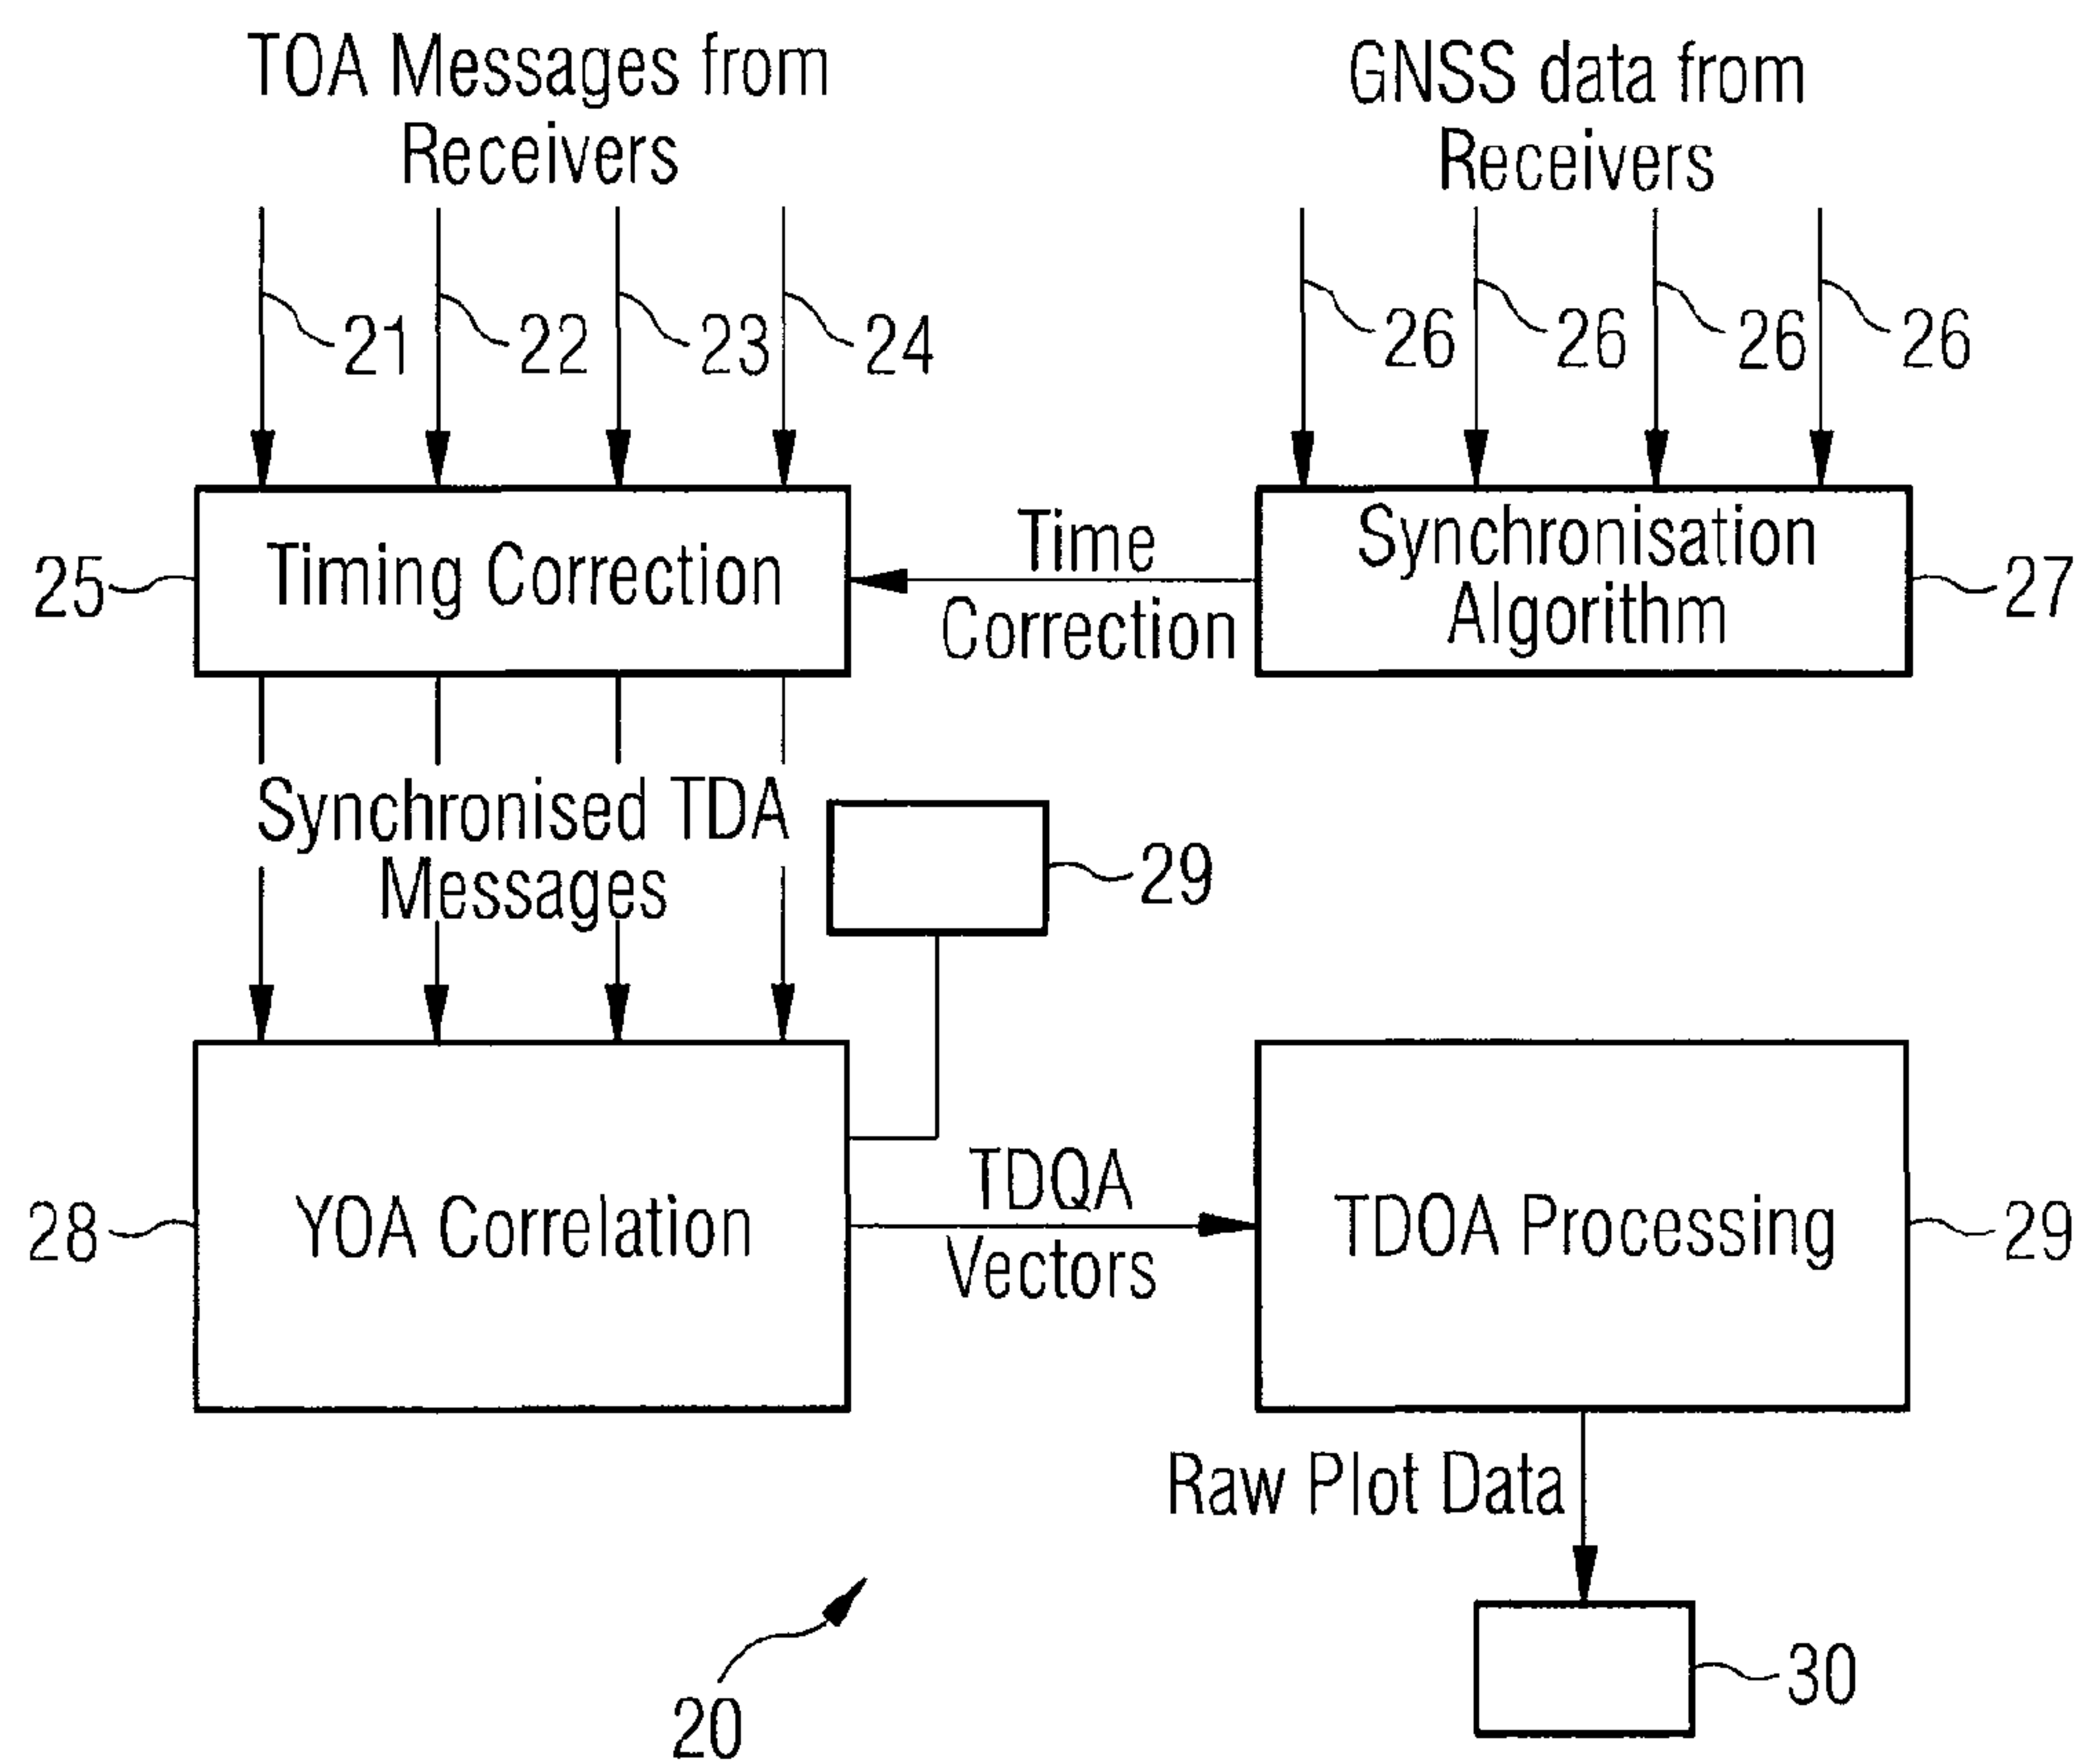 TOA Messages from
Receivers
GNSS data from
Receivers
21
22
23
24
26
26
26
26
25
Timing Correction
Time
Correction
Synchronisation
Algorithm
27
Synchronised TDA
Messages
29
28
YOA Correlation
TDQA
Vectors
TDOA Processing
29
Raw Plot Data
30
20